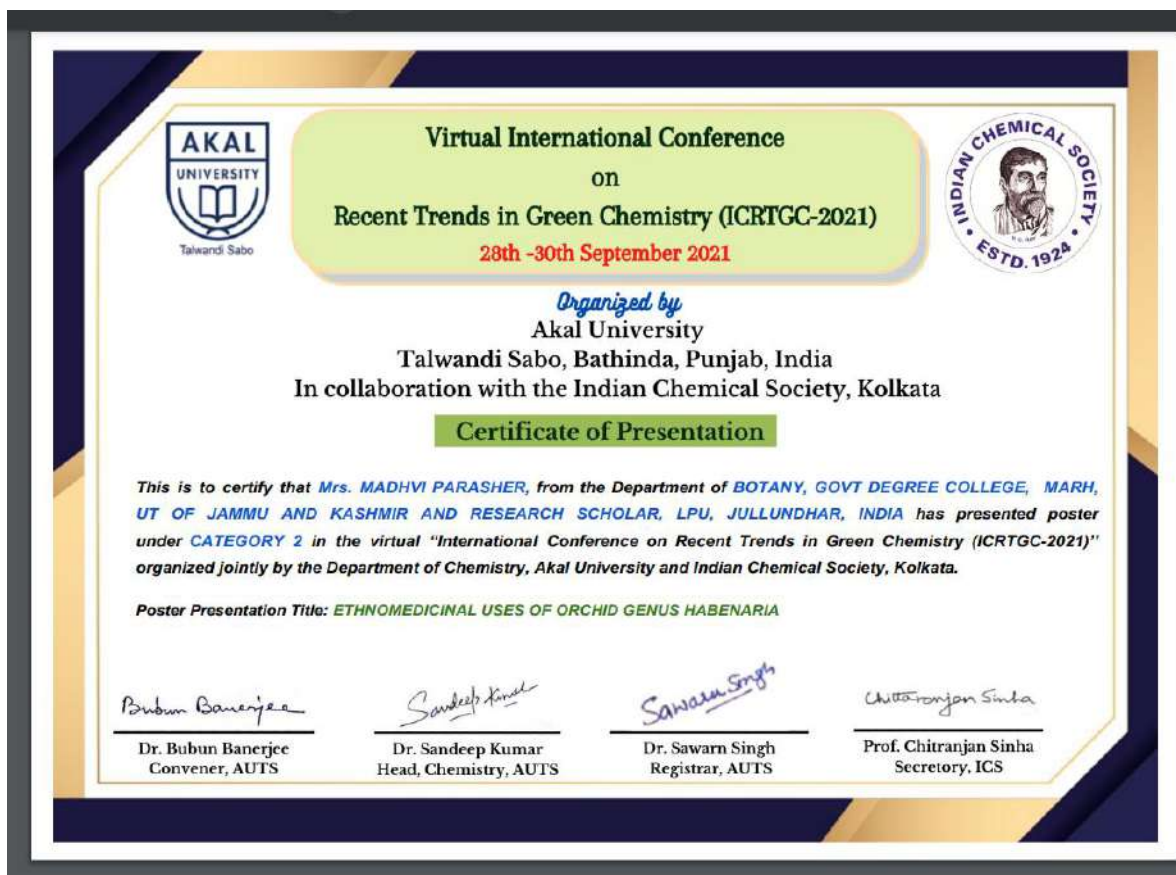 AKAL
UNIVERSITY
Talwandi Sabo
Virtual International Conference
on
Recent Trends in Green Chemistry (ICRTGC-2021)
28th -30th September 2021
INDIAN CHEMICAL SOCIETY
ESTD. 1924
Organized by
Akal University
Talwandi Sabo, Bathinda, Punjab, India
In collaboration with the Indian Chemical Society, Kolkata
Certificate of Presentation
This is to certify that Mrs. MADHVI PARASHER, from the Department of BOTANY, GOVT DEGREE COLLEGE, MARH,
UT OF JAMMU AND KASHMIR AND RESEARCH SCHOLAR, LPU, JULLUNDHAR, INDIA has presented poster
under CATEGORY 2 in the virtual "International Conference on Recent Trends in Green Chemistry (ICRTGC-2021)"
organized jointly by the Department of Chemistry, Akal University and Indian Chemical Society, Kolkata.
Poster Presentation Title: ETHNOMEDICINAL USES OF ORCHID GENUS HABENARIA
Bubun Banerjee
Sandeep Kumar
Sawarn Singh
Chittaranjan Sinha
Dr. Bubun Banerjee
Convener, AUTS
Dr. Sandeep Kumar
Head, Chemistry, AUTS
Dr. Sawarn Singh
Registrar, AUTS
Prof. Chitranjan Sinha
Secretory, ICS